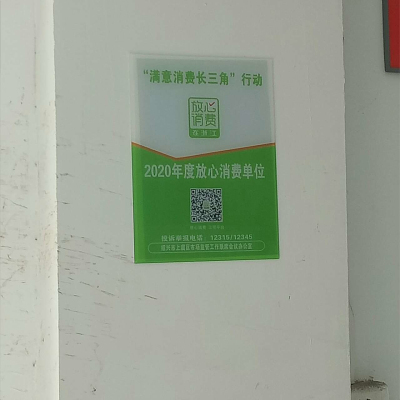 “满意消费长三角”行动
放心
消费
在浙江
2020年度放心消费单位
投诉举报电话：12315/12345